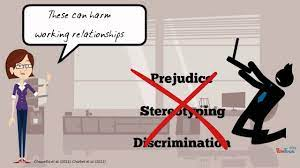 These can harm
working relationships
Prejudice
Stereotyping
Discrimination